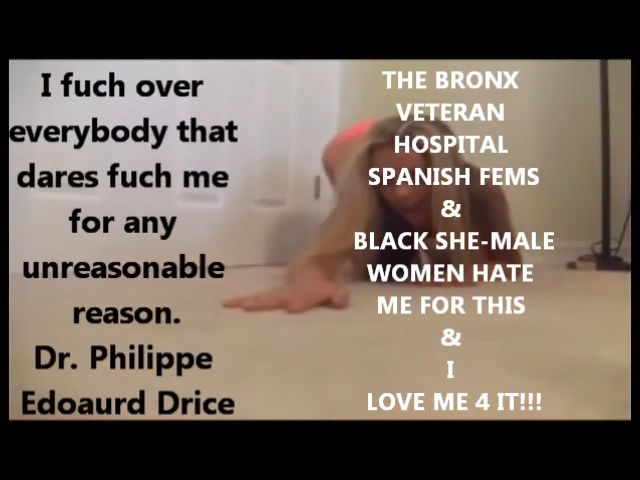 I fuch over
everybody that
dares fuch me
for any
unreasonable
reason.
Dr. Philippe
Edoaurd Drice
THE BRONX
VETERAN
HOSPITAL
SPANISH FEMS
&
BLACK SHE-MALE
WOMEN HATE
ME FOR THIS
&
I
LOVE ME 4 IT!!!